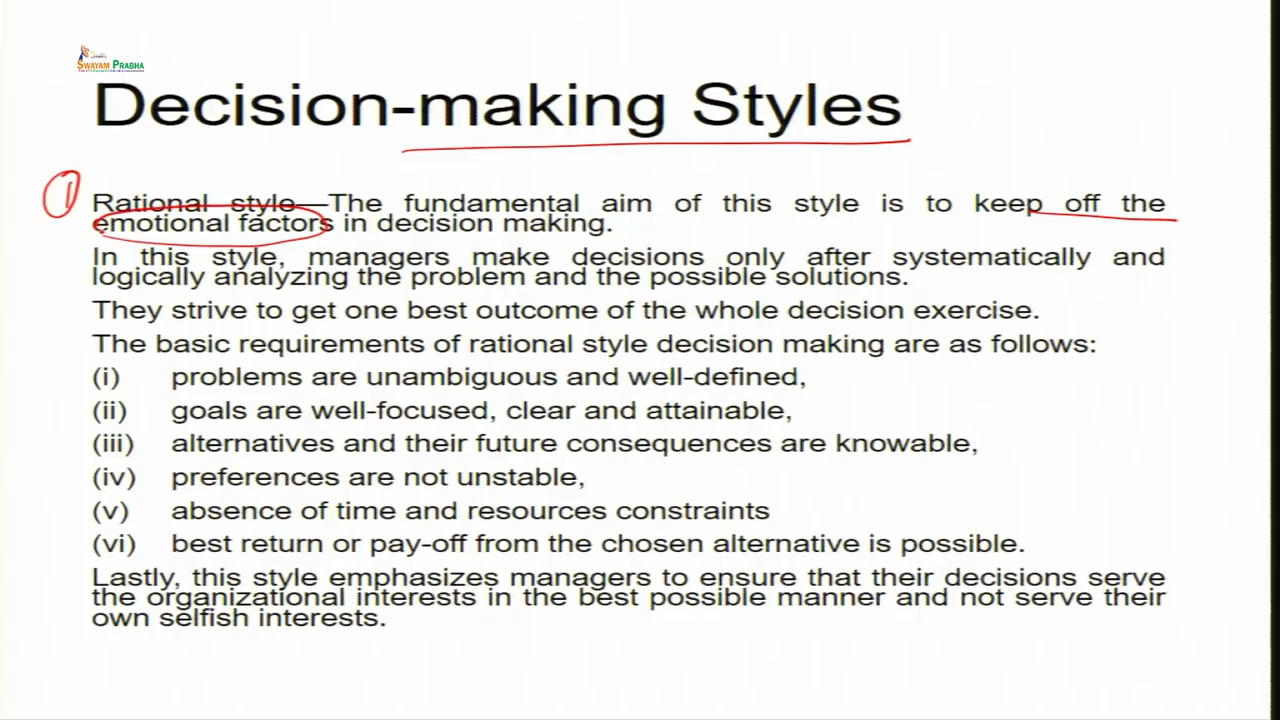 SWAYAM PRABHA
Decision-making Styles
1
Rational style—The fundamental aim of this style is to keep off the
emotional factors in decision making.
In this style, managers make decisions only after systematically and
logically analyzing the problem and the possible solutions.
They strive to get one best outcome of the whole decision exercise.
The basic requirements of rational style decision making are as follows:
(i) problems are unambiguous and well-defined,
(ii) goals are well-focused, clear and attainable,
(iii) alternatives and their future consequences are knowable,
(iv) preferences are not unstable,
(v) absence of time and resources constraints
(vi) best return or pay-off from the chosen alternative is possible.
Lastly, this style emphasizes managers to ensure that their decisions serve
the organizational interests in the best possible manner and not serve their
own selfish interests.